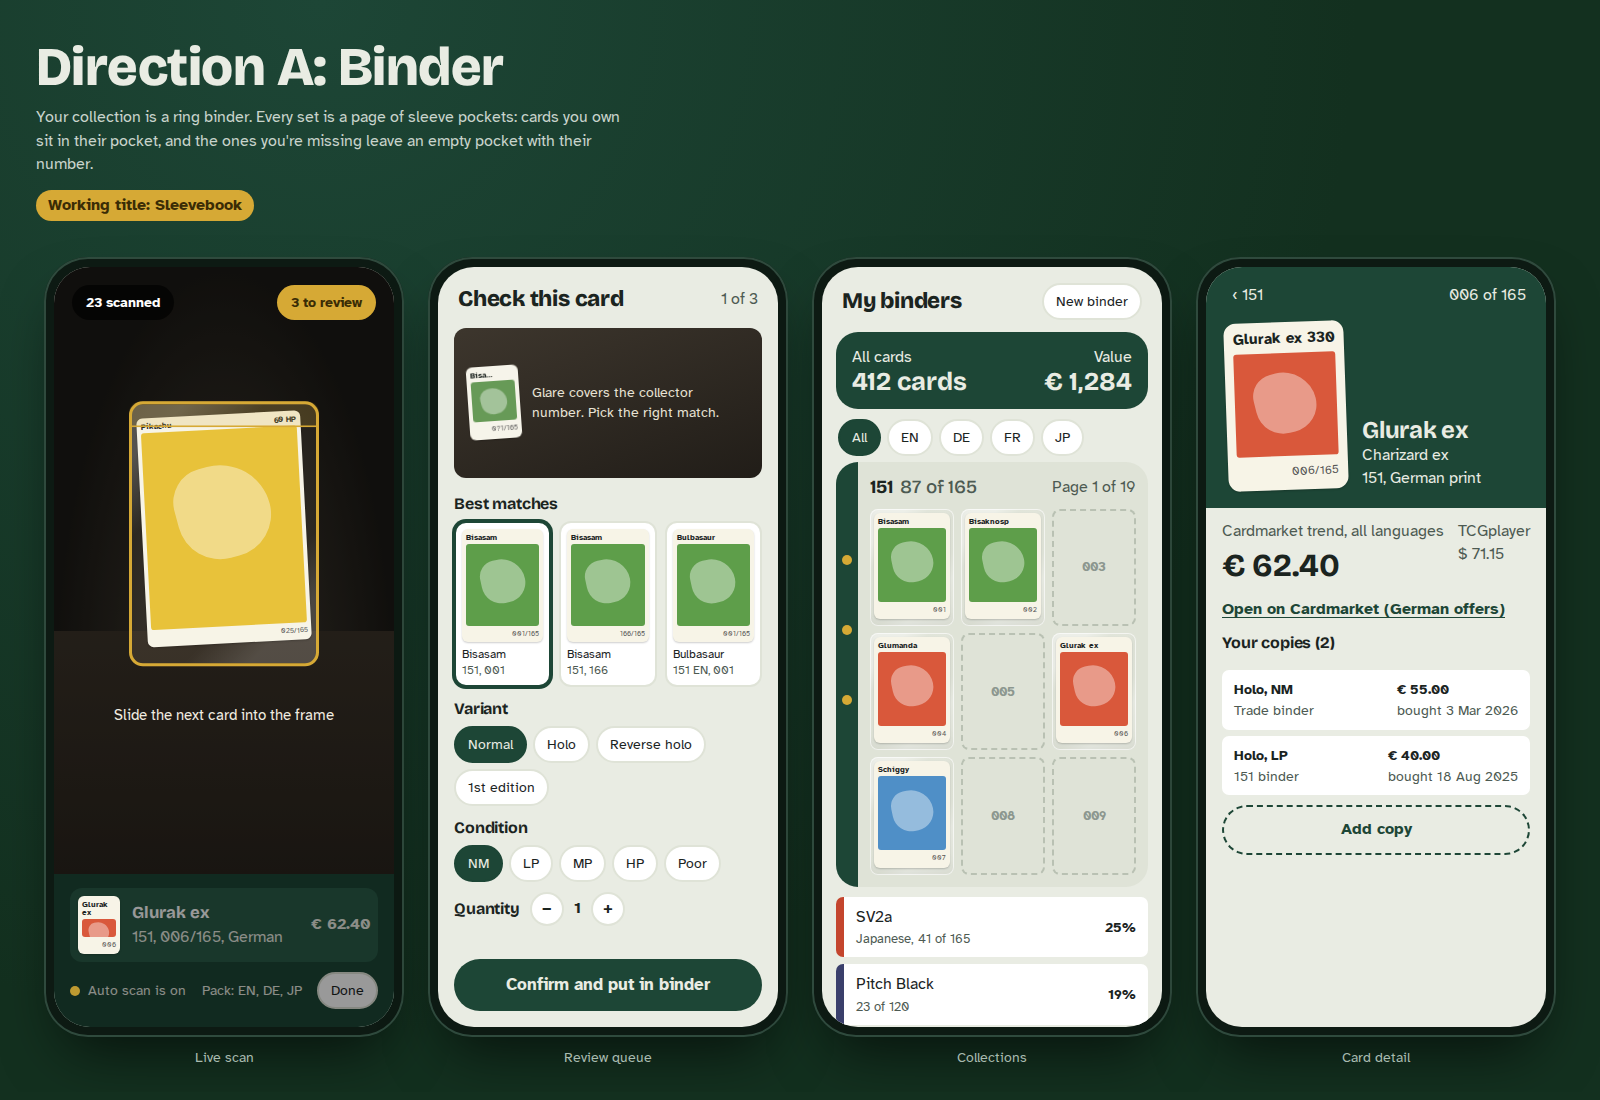 Direction A: Binder
Your collection is a ring binder. Every set is a page of sleeve pockets: cards you own
sit in their pocket, and the ones you're missing leave an empty pocket with their
number.
Working title: Sleevebook
23 scanned
3 to review
Pikachu
60 HP
025/165
Slide the next card into the frame
Glurak
ex
006
Glurak ex
151, 006/165, German
€ 62.40
Auto scan is on
Pack: EN, DE, JP
Done
Live scan
Check this card
1 of 3
Bisa...
0?1/165
Glare covers the collector
number. Pick the right match.
Best matches
Bisasam
001/165
Bisasam
151, 001
Bisasam
166/165
Bisasam
151, 166
Bulbasaur
001/165
Bulbasaur
151 EN, 001
Variant
Normal
Holo
Reverse holo
1st edition
Condition
NM
LP
MP
HP
Poor
Quantity
−
1
+
Confirm and put in binder
Review queue
My binders
New binder
All cards
412 cards
Value
€ 1,284
All
EN
DE
FR
JP
151 87 of 165
Page 1 of 19
Bisasam
001
Bisaknosp
002
003
Glumanda
004
005
Glurak ex
006
Schiggy
007
008
009
SV2a
Japanese, 41 of 165
25%
Pitch Black
23 of 120
19%
Collections
‹ 151
006 of 165
Glurak ex 330
006/165
Glurak ex
Charizard ex
151, German print
Cardmarket trend, all languages
€ 62.40
TCGplayer
$ 71.15
Open on Cardmarket (German offers)
Your copies (2)
Holo, NM
Trade binder
€ 55.00
bought 3 Mar 2026
Holo, LP
151 binder
€ 40.00
bought 18 Aug 2025
Add copy
Card detail